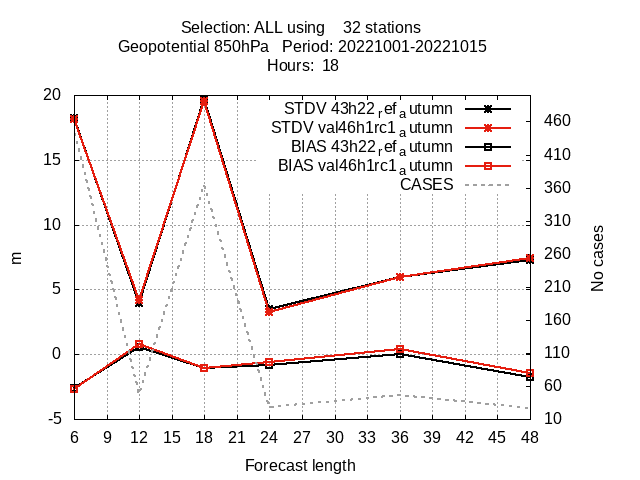 Selection: ALL using 32 stations
Geopotential 850hPa Period: 20221001-20221015
Hours: 18
STDV 43h22_ref_autumn
STDV val46h1rc1_autumn
BIAS 43h22_ref_autumn
BIAS val46h1rc1_autumn
CASES
20
15
10
5
0
-5
m
460
410
360
310
260
210
160
110
60
10
No cases
6 9 12 15 18 21 24 27 30 33 36 39 42 45 48
Forecast length